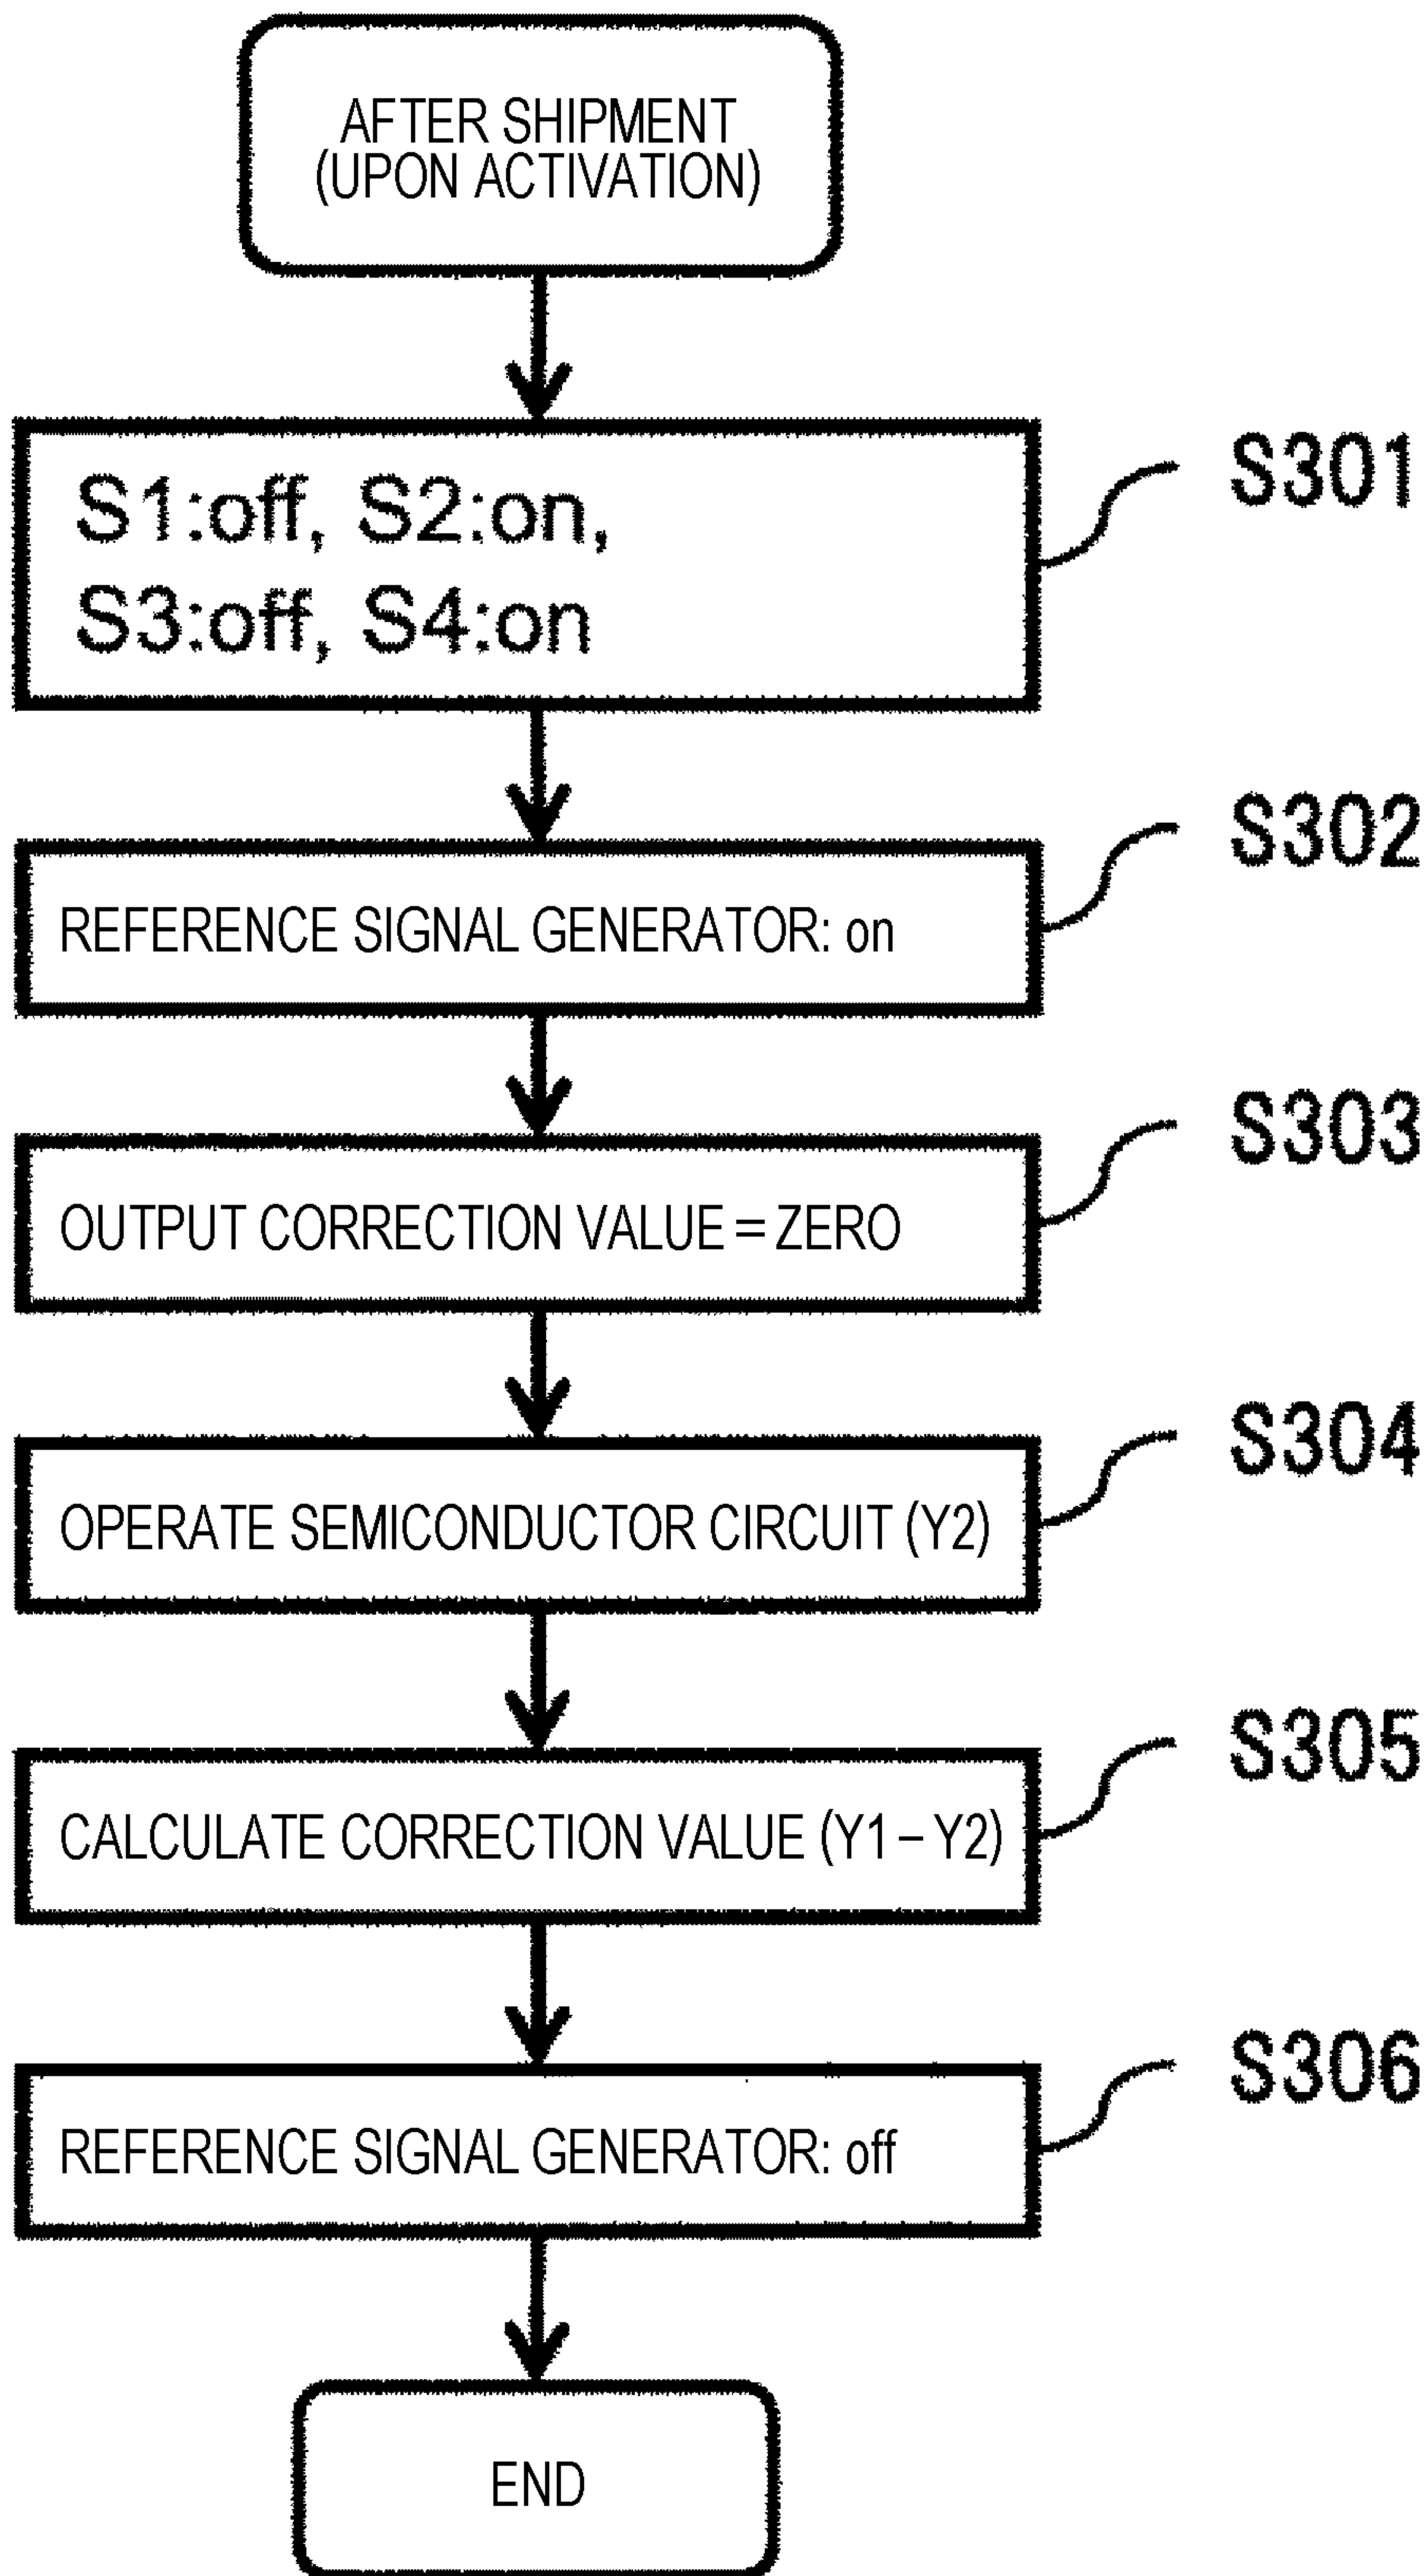 AFTER SHIPMENT
(UPON ACTIVATION)
S1:off, S2:on,
S3:off, S4:on
S301
REFERENCE SIGNAL GENERATOR: on
S302
OUTPUT CORRECTION VALUE = ZERO
S303
OPERATE SEMICONDUCTOR CIRCUIT (Y2)
S304
CALCULATE CORRECTION VALUE (Y1 – Y2)
S305
REFERENCE SIGNAL GENERATOR: off
S306
END